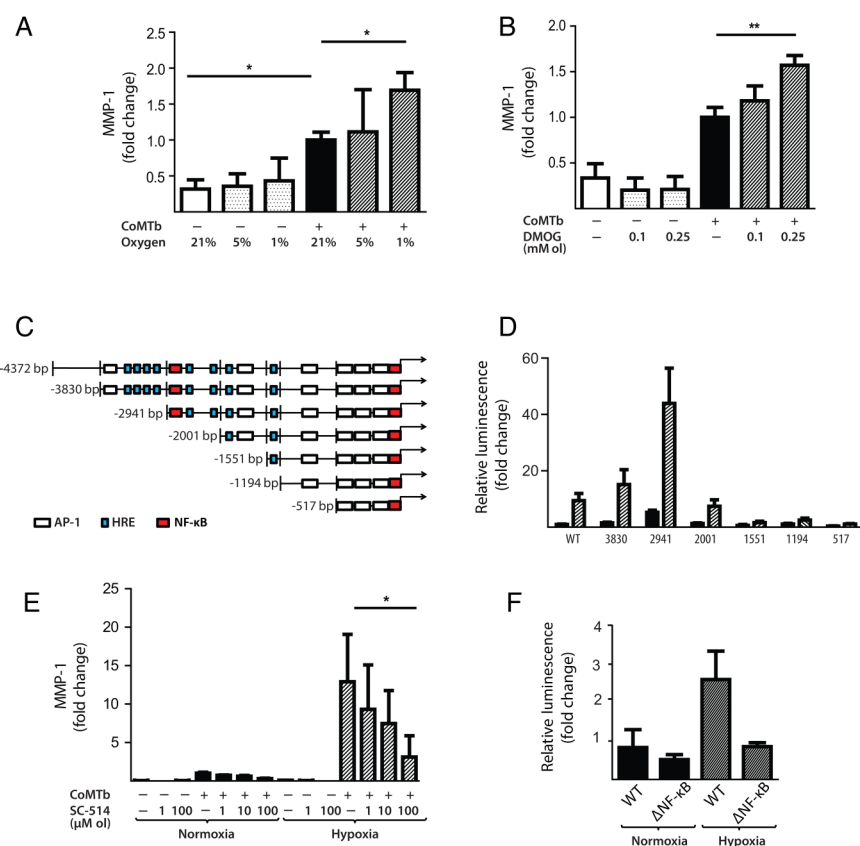 A
MMP-1
(fold change)
2.5
2.0
1.5
1.0
0.5
CoMTb – – – + + +
Oxygen 21% 5% 1% 21% 5% 1%
*
*
B
MMP-1
(fold change)
2.0
1.5
1.0
0.5
CoMTb – – – + + +
DMOG – 0.1 0.25 – 0.1 0.25
(mM ol)
**
C
-4372 bp
-3830 bp
-2941 bp
-2001 bp
-1551 bp
-1194 bp
-517 bp
AP-1 HRE NF-κB
D
Relative luminescence
(fold change)
60
40
20
WT 3830 2941 2001 1551 1194 517
E
MMP-1
(fold change)
25
20
15
10
5
*
CoMTb – – – + + + + – – – + + + +
SC-514 – 1 100 – 1 10 100 – 1 100 – 1 10 100
(μM ol)
Normoxia Hypoxia
F
Relative luminescence
(fold change)
4
3
2
1
WT ΔNF-κB WT ΔNF-κB
Normoxia Hypoxia